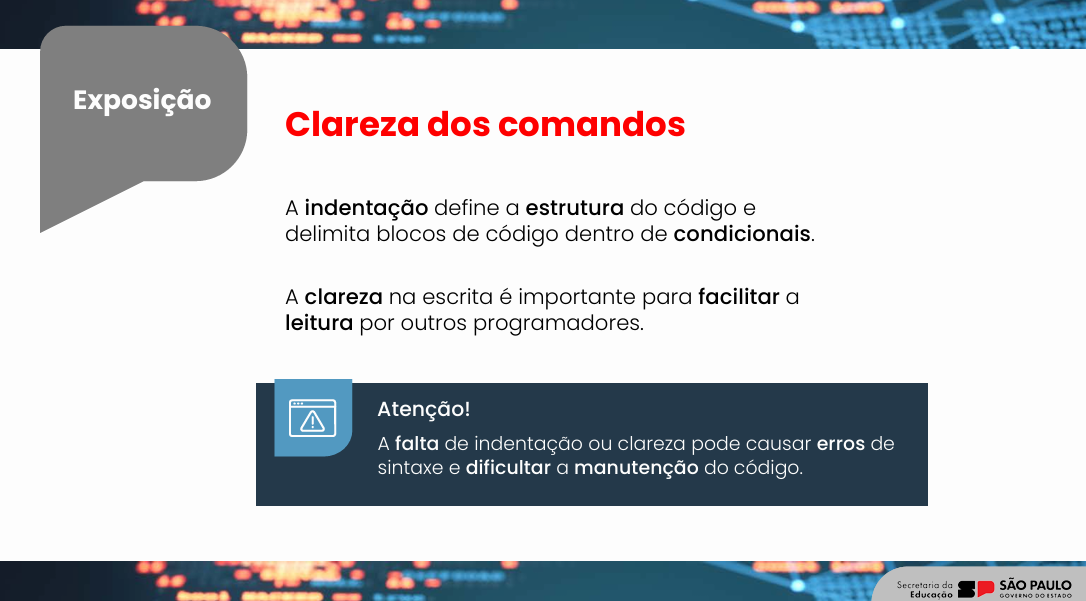 Exposição
Clareza dos comandos
A indentação define a estrutura do código e
delimita blocos de código dentro de condicionais.
A clareza na escrita é importante para facilitar a
leitura por outros programadores.
Atenção!
A falta de indentação ou clareza pode causar erros de
sintaxe e dificultar a manutenção do código.
Secretaria da
Educação
SÃO PAULO
GOVERNO DO ESTADO